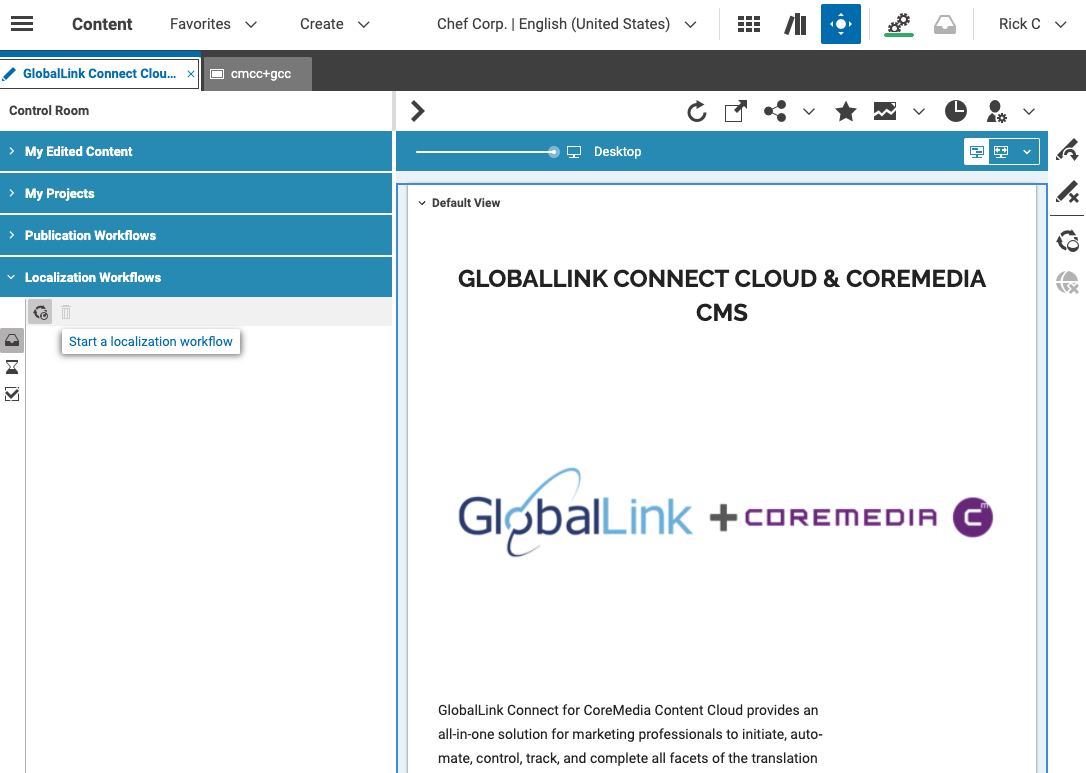 Content Favorites Create Chef Corp. | English (United States) Rick C
GlobalLink Connect Clou... × cmcc+gcc
Control Room
My Edited Content
My Projects
Publication Workflows
Localization Workflows
Start a localization workflow
Desktop
Default View
GLOBALLINK CONNECT CLOUD & COREMEDIA
CMS
GlobalLink + COREMEDIA Cm
GlobalLink Connect for CoreMedia Content Cloud provides an
all-in-one solution for marketing professionals to initiate, auto-
mate, control, track, and complete all facets of the translation